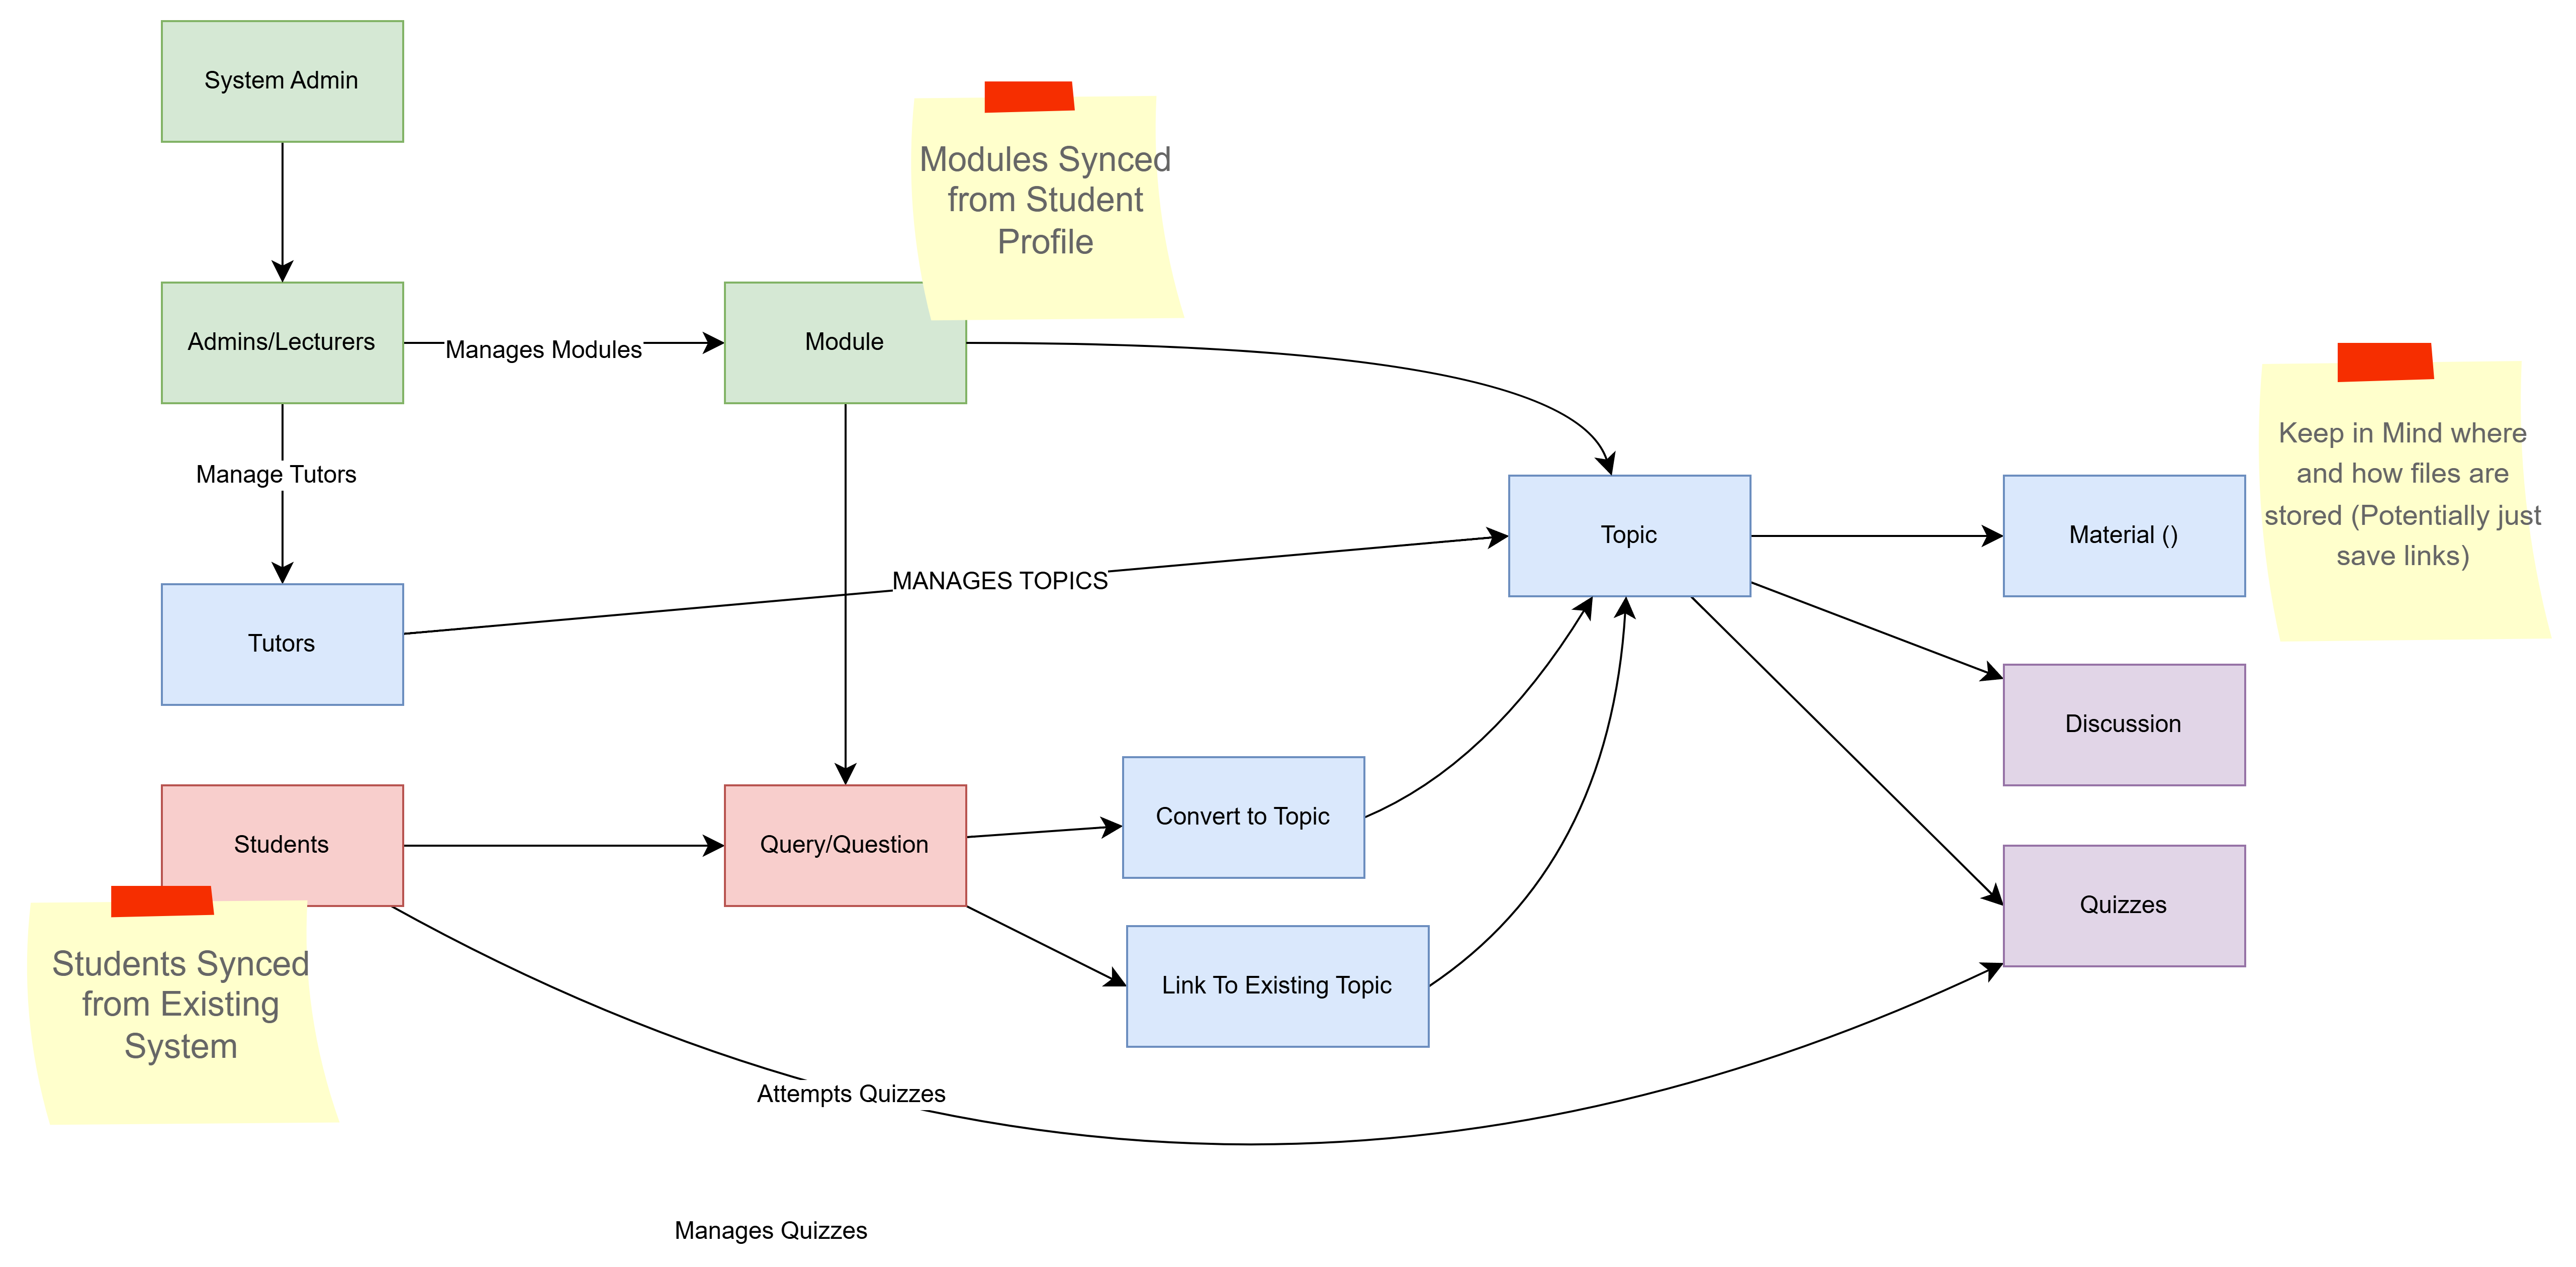 System Admin
Modules Synced
from Student
Profile
Admins/Lecturers
Manages Modules
Module
Keep in Mind where
and how files are
stored (Potentially just
save links)
Manage Tutors
MANAGES TOPICS
Topic
Material ()
Tutors
Discussion
Students
Query/Question
Convert to Topic
Quizzes
Link To Existing Topic
Students Synced
from Existing
System
Attempts Quizzes
Manages Quizzes